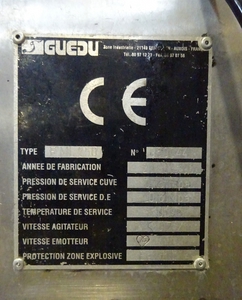 GUEDU
CE
TYPE N°
ANNEE DE FABRICATION
PRESSION DE SERVICE CUVE
PRESSION DE SERVICE D.E
TEMPERATURE DE SERVICE
VITESSE AGITATEUR
VITESSE EMOTTEUR
PROTECTION ZONE EXPLOSIVE